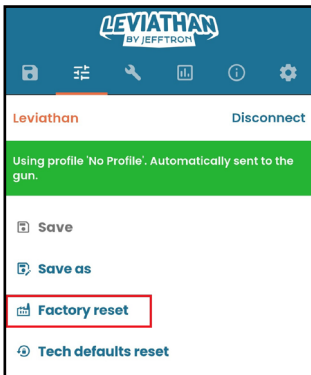 LEVIATHAN
BY JEFFTRON
Leviathan
Disconnect
Using profile 'No Profile'. Automatically sent to the
gun.
Save
Save as
Factory reset
Tech defaults reset